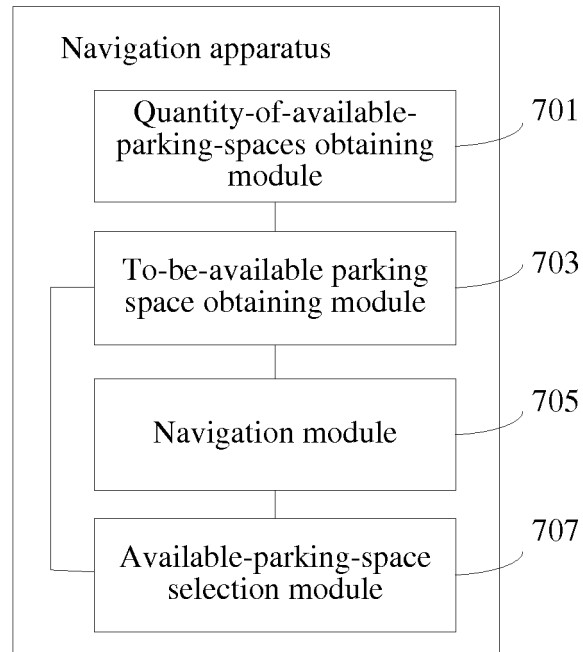 Navigation apparatus
Quantity-of-available-
parking-spaces obtaining
module
701
To-be-available parking
space obtaining module
703
Navigation module
705
Available-parking-space
selection module
707